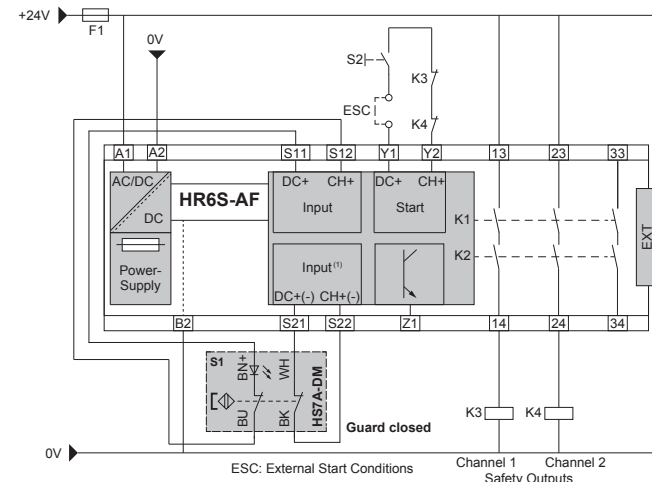 +24V
F1
0V
S2
K3
ESC
K4
A1 A2 S11 S12 Y1 Y2 13 23 33
AC/DC
DC
HR6S-AF
DC+ CH+
Input
DC+ CH+
Start
K1
K2
EXT
Power-
Supply
Input(1)
DC+(-) CH+(-)
B2 S21 S22 Z1 14 24 34
S1
BN+
WH
BU
BK
HS7A-DM
Guard closed
K3
K4
0V
ESC: External Start Conditions
Channel 1 Channel 2
Safety Outputs